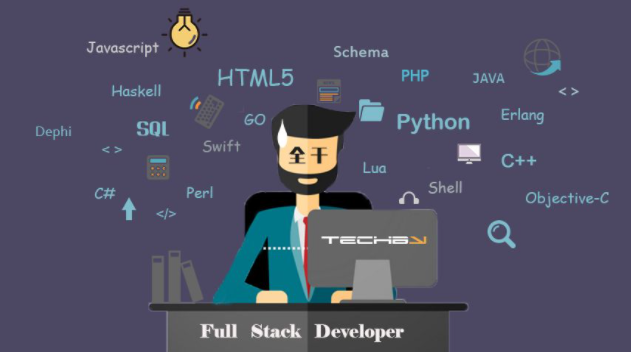 Javascript
Schema
HTML5
PHP
JAVA
Haskell
< >
SQL
GO
Python
Erlang
Dephi
< >
Swift
全干
C++
Lua
C#
Perl
Shell
Objective-C
</>
TECHBY
Full Stack Developer